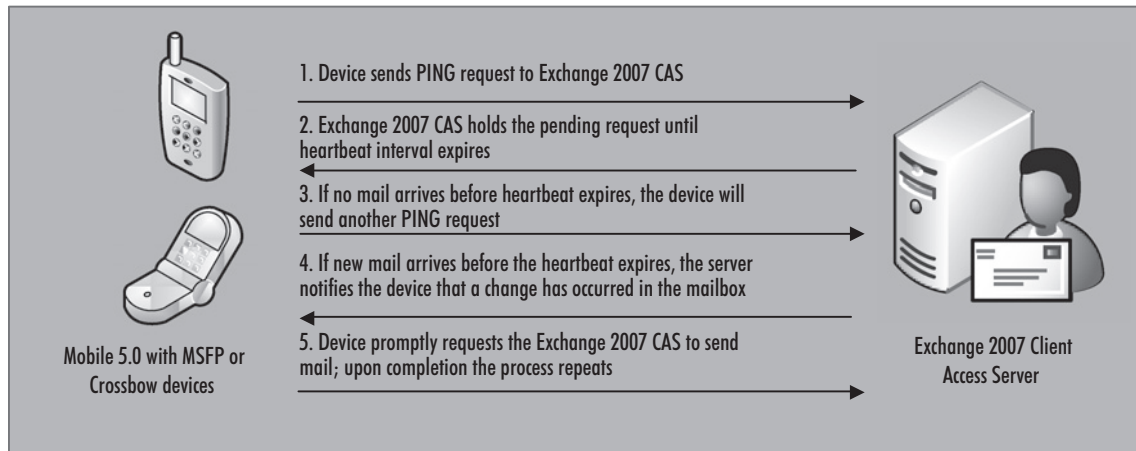 1. Device sends PING request to Exchange 2007 CAS
2. Exchange 2007 CAS holds the pending request until
heartbeat interval expires
3. If no mail arrives before heartbeat expires, the device will
send another PING request
4. If new mail arrives before the heartbeat expires, the server
notifies the device that a change has occurred in the mailbox
5. Device promptly requests the Exchange 2007 CAS to send
mail; upon completion the process repeats
Mobile 5.0 with MSFP or
Crossbow devices
Exchange 2007 Client
Access Server